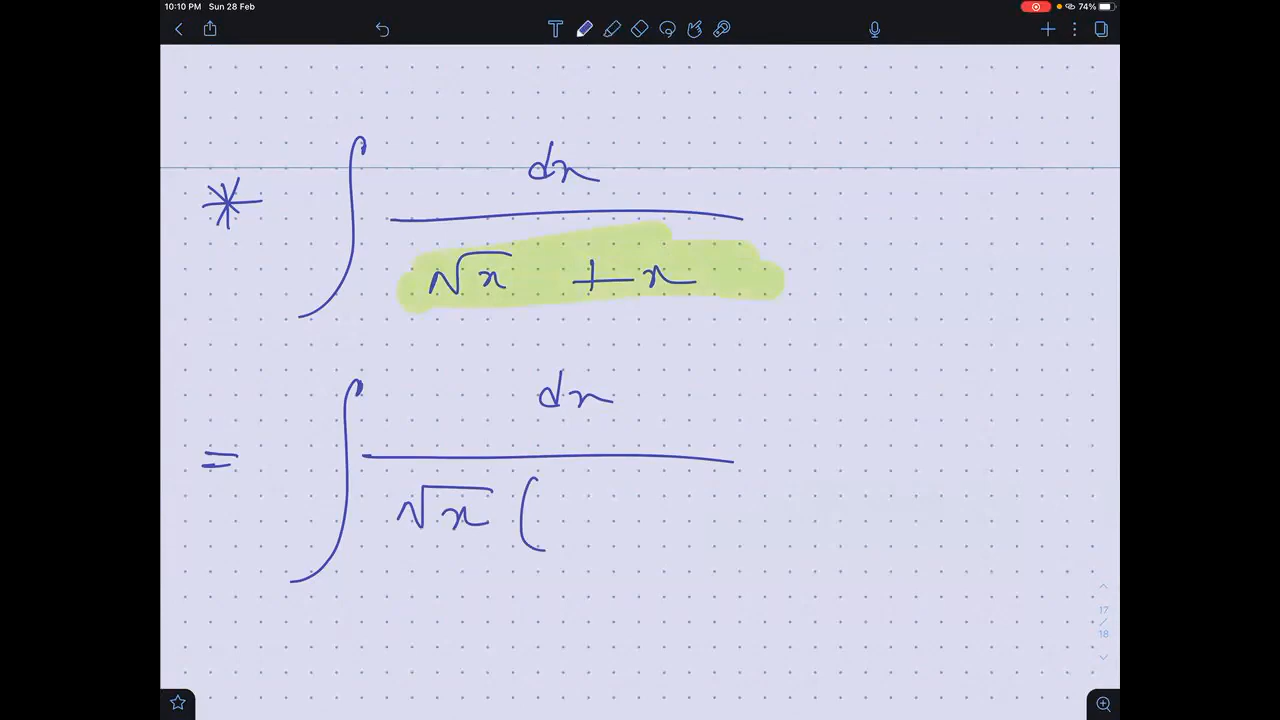 10:10 PM Sun 28 Feb 74%
T
* ∫ dx / (√x + x)
= ∫ dx / √x (
17
/
18